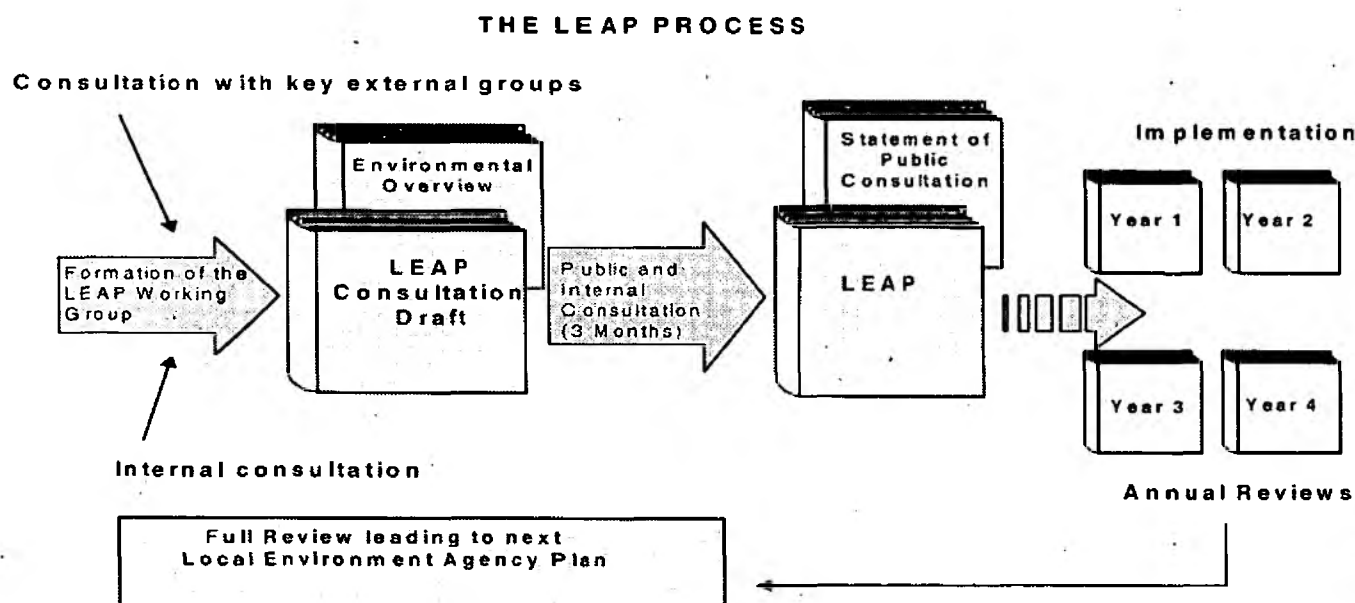 THE LEAP PROCESS
Consultation with key external groups
Formation of the
LEAP Working
Group
Internal consultation
Environmental
Overview
LEAP
Consultation
Draft
Public and
Internal
Consultation
(3 Months)
Statement of
Public
Consultation
LEAP
Implementation
Year 1
Year 2
Year 3
Year 4
Annual Reviews
Full Review leading to next
Local Environment Agency Plan